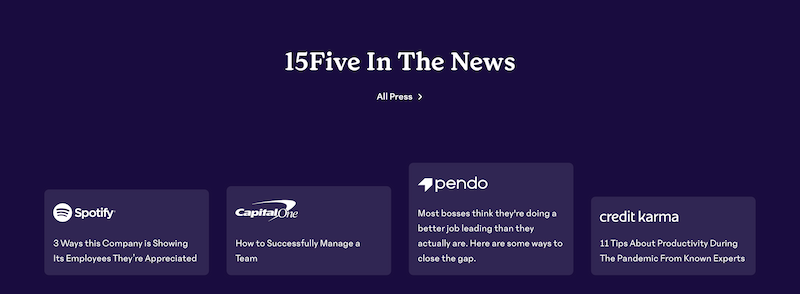 15Five In The News
All Press
Spotify
3 Ways this Company is Showing
Its Employees They're Appreciated
Capital One
How to Successfully Manage a
Team
pendo
Most bosses think they're doing a
better job leading than they
actually are. Here are some ways to
close the gap.
credit karma
11 Tips About Productivity During
The Pandemic From Known Experts